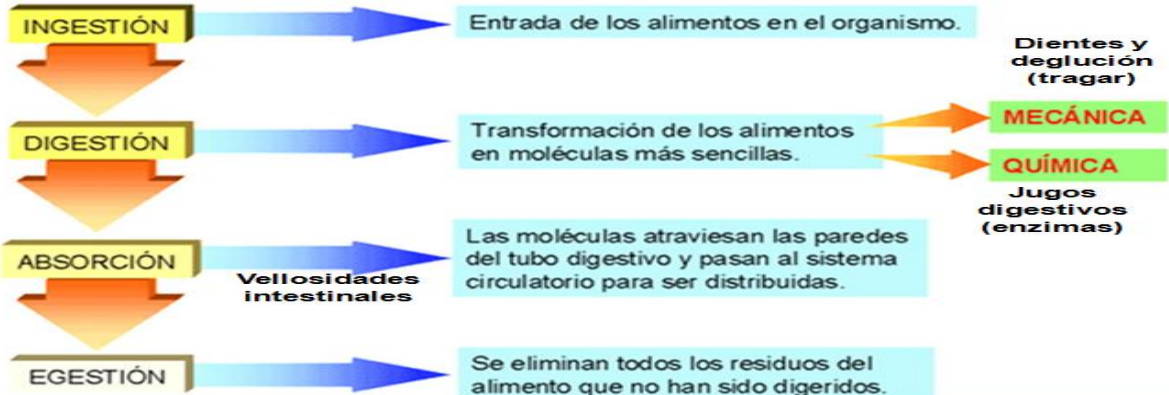 INGESTIÓN
Entrada de los alimentos en el organismo.
Dientes y
deglución
(tragar)
DIGESTIÓN
Transformación de los alimentos
en moléculas más sencillas.
MECÁNICA
QUÍMICA
Jugos
digestivos
(enzimas)
ABSORCIÓN
Vellosidades
intestinales
Las moléculas atraviesan las paredes
del tubo digestivo y pasan al sistema
circulatorio para ser distribuidas.
EGESTIÓN
Se eliminan todos los residuos del
alimento que no han sido digeridos.